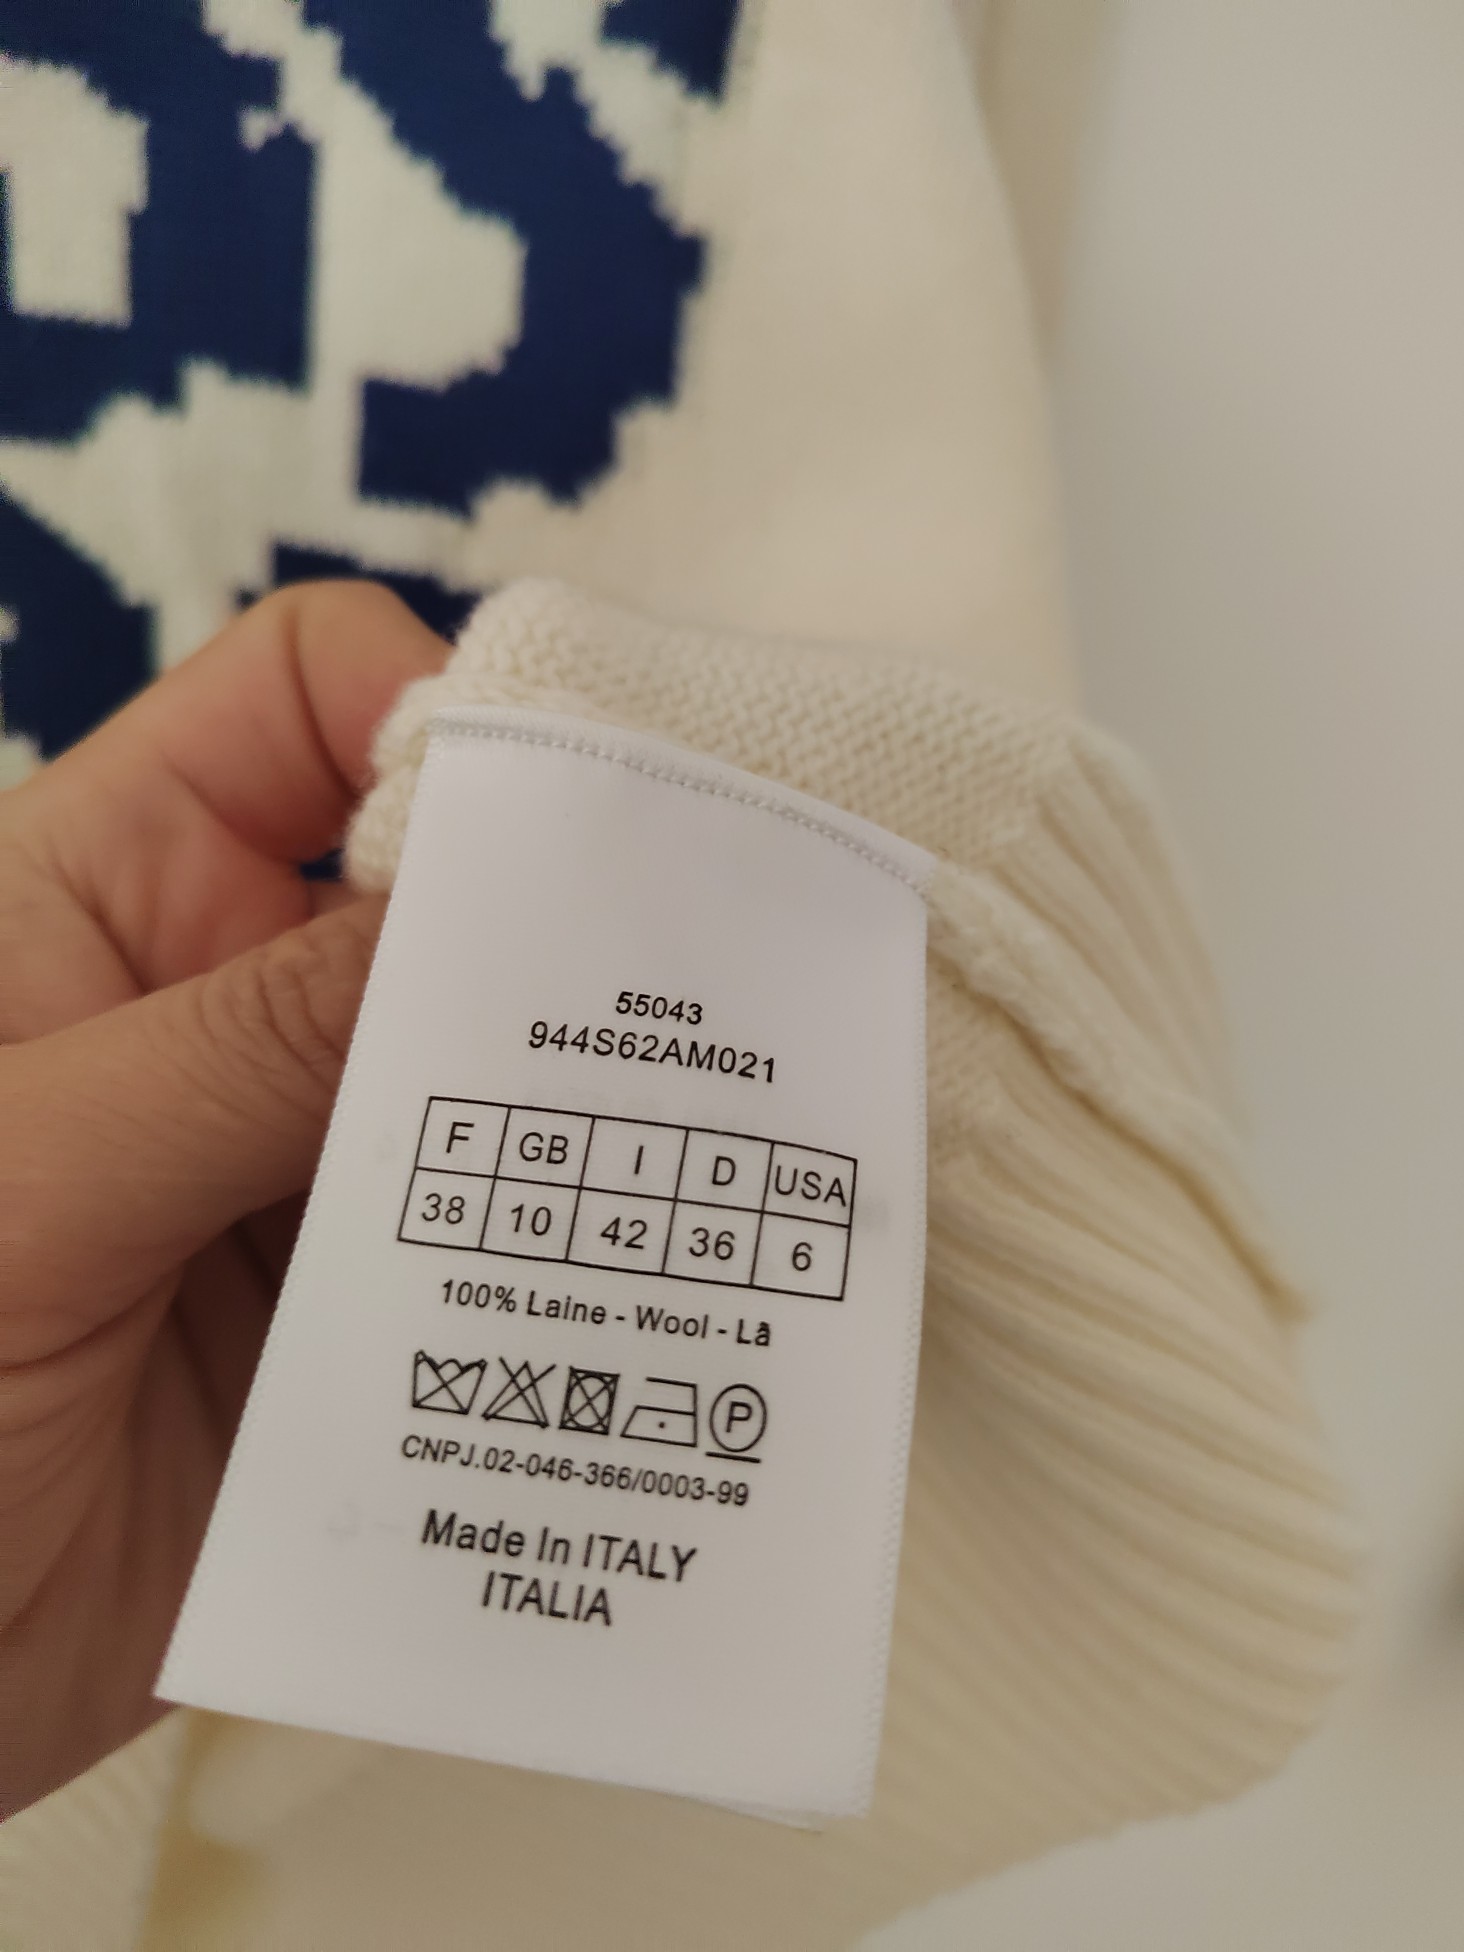 55043
944S62AM021
F GB I D USA
38 10 42 36 6
100% Laine - Wool - Lã
P
CNPJ.02-046-366/0003-99
Made In ITALY
ITALIA